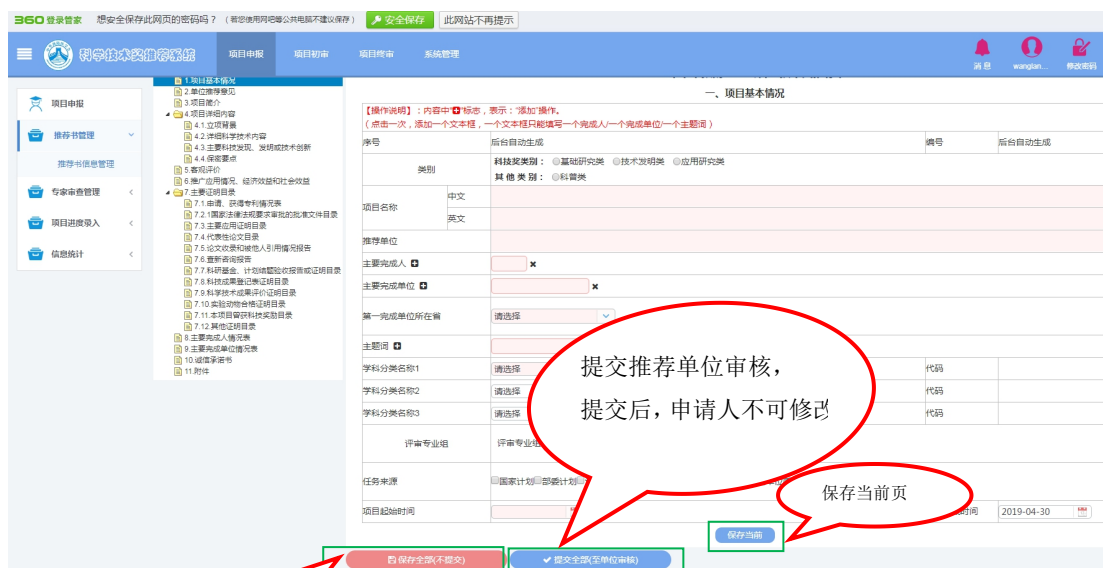 360登录管家 想安全保存此网页的密码吗？ （若您使用网吧等公共电脑不建议保存） 安全保存 此网站不再提示
科学技术奖推荐系统 项目申报 项目初审 项目终审 系统管理 消息 wanglan... 修改密码
项目申报
推荐书管理
推荐书信息管理
专家审查管理
项目进度录入
信息统计
1.项目基本情况
2.单位推荐意见
3.项目简介
4.项目详细内容
4.1.立项背景
4.2.详细科学技术内容
4.3.主要科技发现、发明或技术创新
4.4.保密要点
5.客观评价
6.推广应用情况、经济效益和社会效益
7.主要证明目录
7.1.申请、获得专利情况表
7.2.1国家法律法规要求审批的批准文件目录
7.3.主要应用证明目录
7.4.代表性论文目录
7.5.论文收录和被他人引用情况报告
7.6.查新咨询报告
7.7.科研基金、计划结题验收报告或证明目录
7.8.科技成果登记表证明目录
7.9.科学技术成果评价证明目录
7.10.实验动物合格证明目录
7.11.本项目曾获科技奖励目录
7.12.其他证明目录
8.主要完成人情况表
9.主要完成单位情况表
10.诚信承诺书
11.附件
一、项目基本情况
【操作说明】：内容中“+”标志，表示：“添加”操作。
（点击一次，添加一个文本框，一个文本框只能填写一个完成人/一个完成单位/一个主题词）
序号 后台自动生成 编号 后台自动生成
类别 科技奖类别： ○基础研究类 ○技术发明类 ○应用研究类
其他类别： ○科普类
项目名称 中文
英文
推荐单位
主要完成人
主要完成单位
第一完成单位所在省 请选择
主题词
学科分类名称1 请选择 代码
学科分类名称2 请选择 代码
学科分类名称3 请选择 代码
评审专业组 评审专业组
任务来源 □国家计划□部委计划
项目起始时间 时间 2019-04-30
提交推荐单位审核，
提交后，申请人不可修改
保存当前页
保存当前
保存全部(不提交) 提交全部(至单位审核)